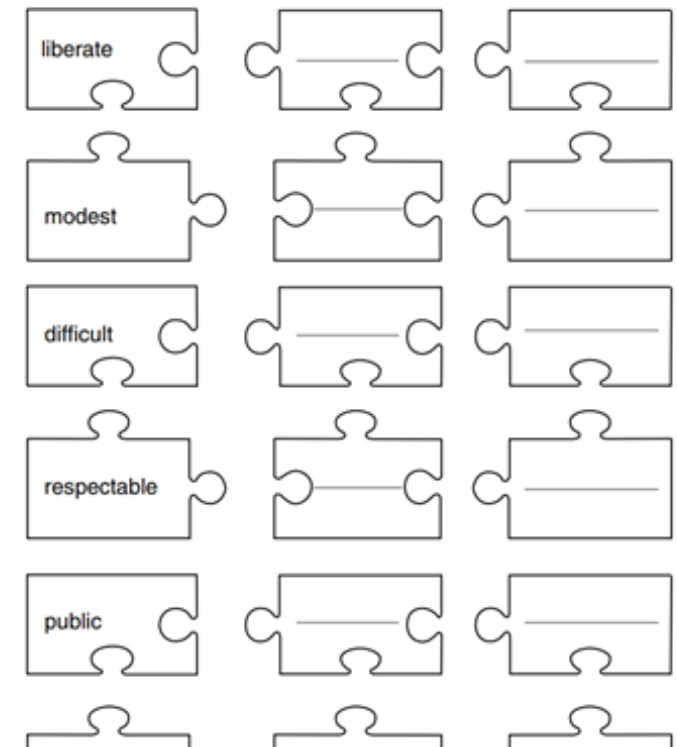 liberate
modest
difficult
respectable
public